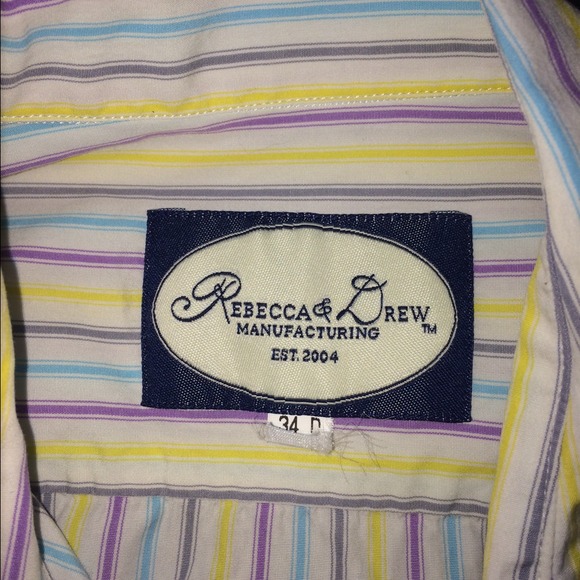 REBECCA & DREW
MANUFACTURING ™
EST. 2004
34 D